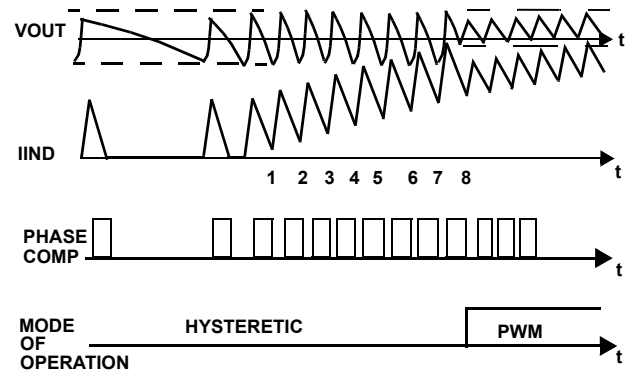 VOUT
t
IIND
1 2 3 4 5 6 7 8
t
PHASE
COMP
t
MODE
OF
OPERATION
HYSTERETIC
PWM
t